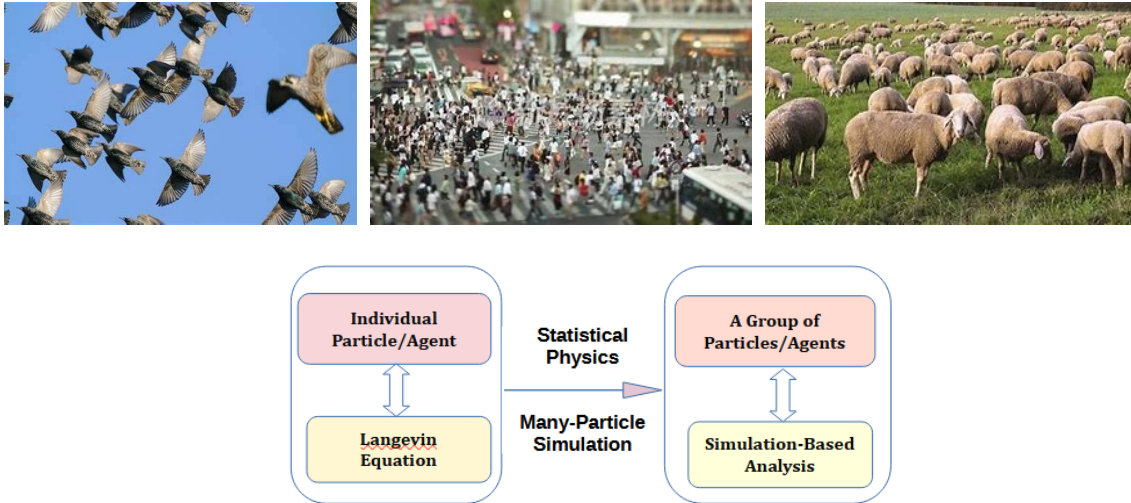 Individual
Particle/Agent
Langevin
Equation
Statistical
Physics
Many-Particle
Simulation
A Group of
Particles/Agents
Simulation-Based
Analysis